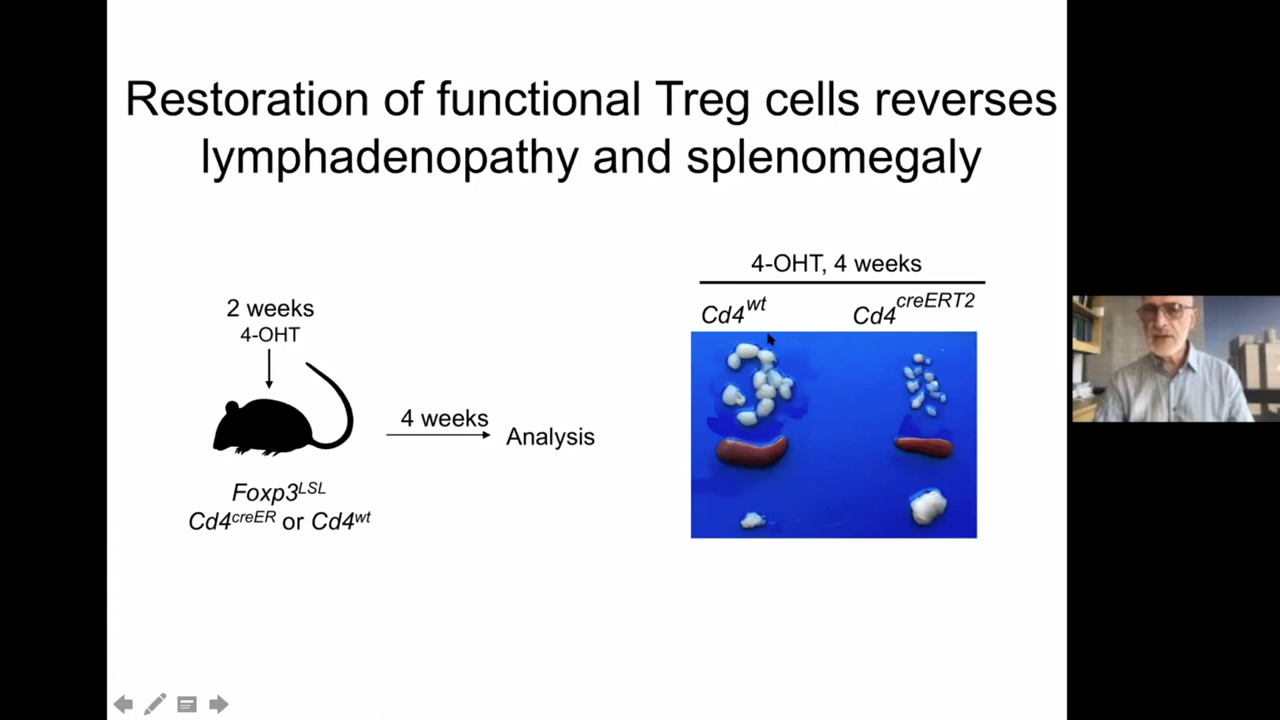 Restoration of functional Treg cells reverses
lymphadenopathy and splenomegaly
2 weeks
4-OHT
4 weeks
Analysis
Foxp3LSL
Cd4creER or Cd4wt
4-OHT, 4 weeks
Cd4wt Cd4creERT2